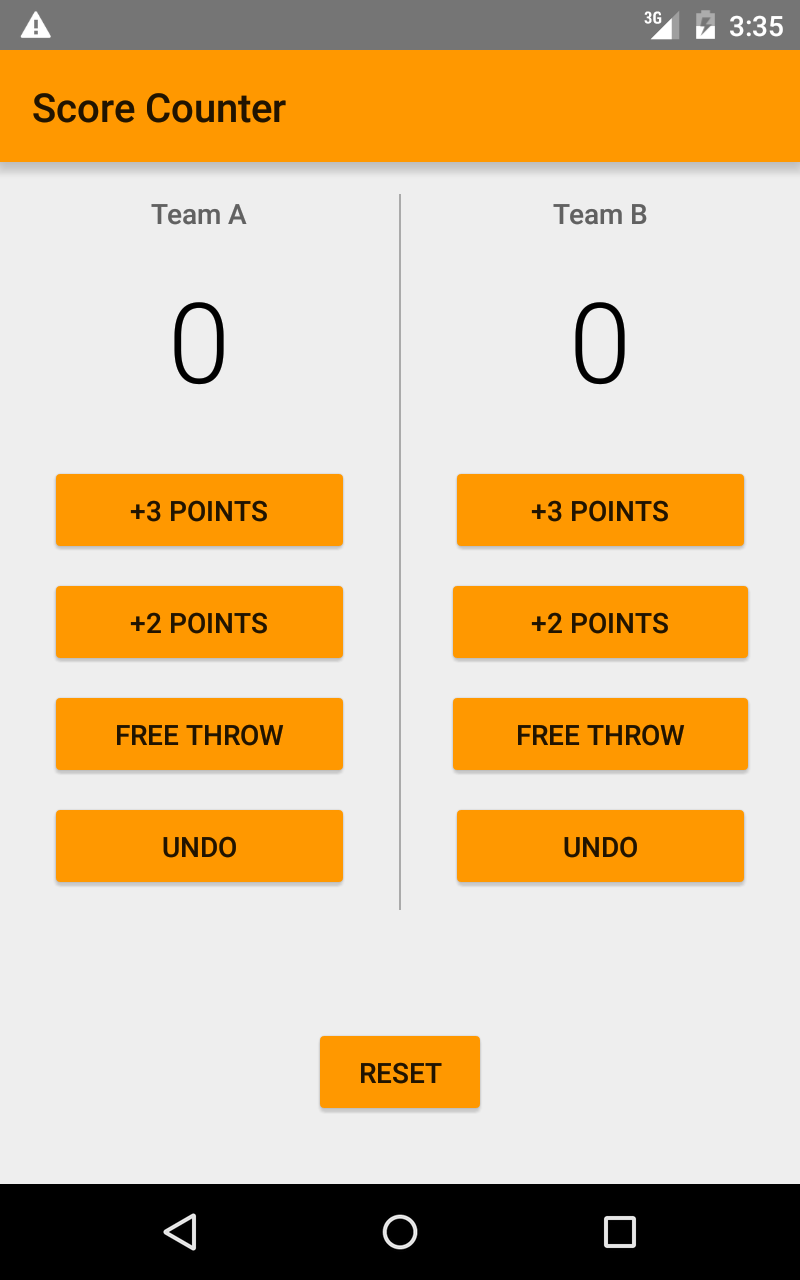 3G 3:35
Score Counter
Team A Team B
0 0
+3 POINTS +3 POINTS
+2 POINTS +2 POINTS
FREE THROW FREE THROW
UNDO UNDO
RESET